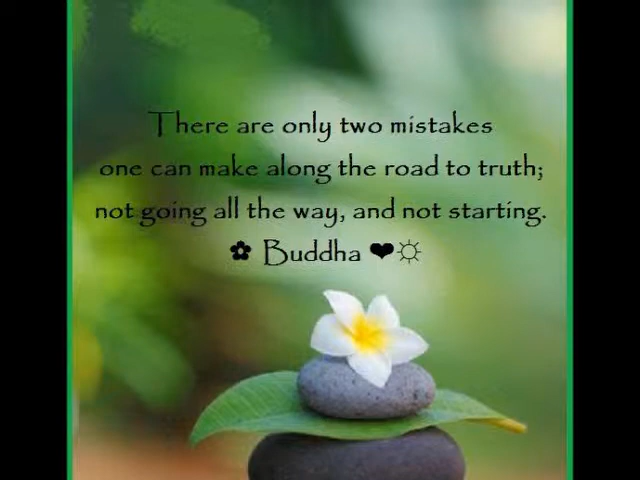 There are only two mistakes
one can make along the road to truth;
not going all the way, and not starting.
✿ Buddha ❤☼